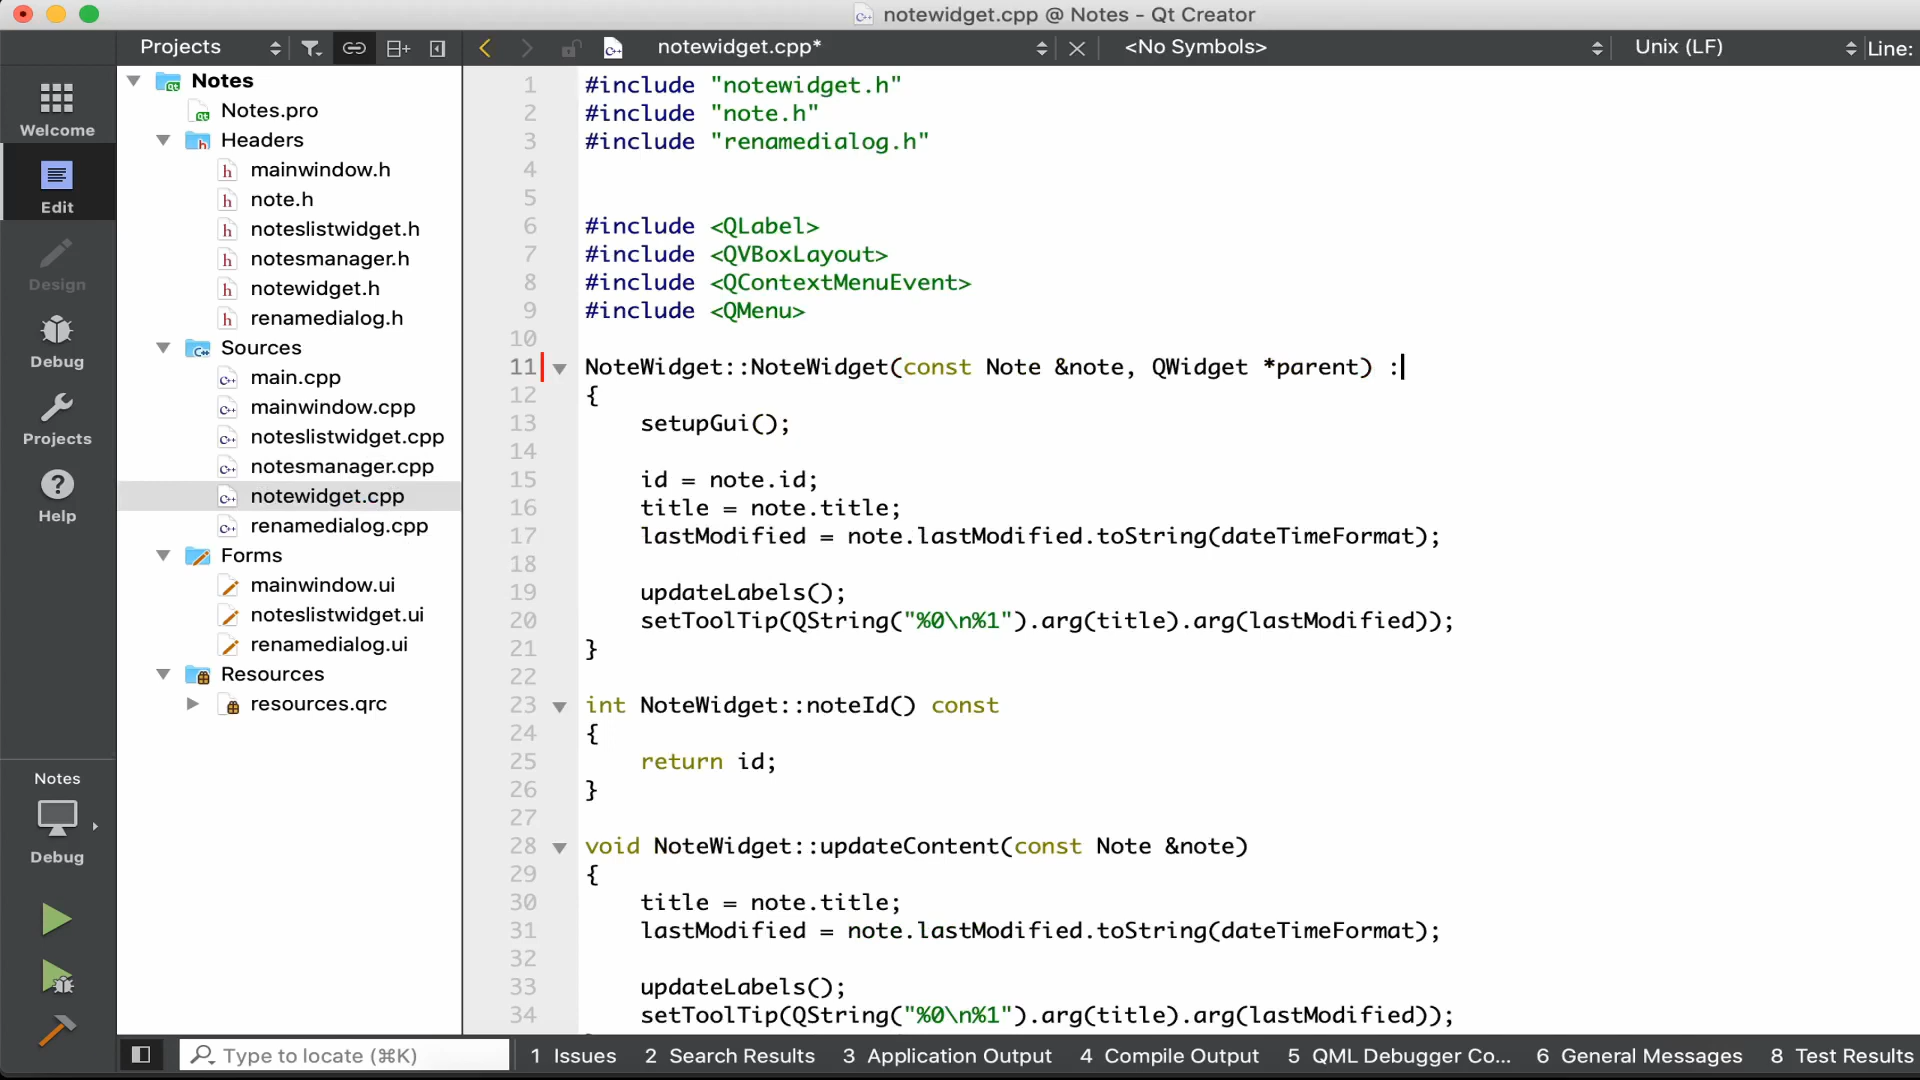 notewidget.cpp @ Notes - Qt Creator
Projects
notewidget.cpp*
<No Symbols>
Unix (LF)
Line:
Welcome
Edit
Design
Debug
Projects
? Help
Notes
Debug
Notes
Notes.pro
Headers
mainwindow.h
note.h
noteslistwidget.h
notesmanager.h
notewidget.h
renamedialog.h
Sources
main.cpp
mainwindow.cpp
noteslistwidget.cpp
notesmanager.cpp
notewidget.cpp
renamedialog.cpp
Forms
mainwindow.ui
noteslistwidget.ui
renamedialog.ui
Resources
resources.qrc
1 #include "notewidget.h"
2 #include "note.h"
3 #include "renamedialog.h"
4
5
6 #include <QLabel>
7 #include <QVBoxLayout>
8 #include <QContextMenuEvent>
9 #include <QMenu>
10
11 NoteWidget::NoteWidget(const Note &note, QWidget *parent) :
12 {
13     setupGui();
14
15     id = note.id;
16     title = note.title;
17     lastModified = note.lastModified.toString(dateTimeFormat);
18
19     updateLabels();
20     setToolTip(QString("%0\n%1").arg(title).arg(lastModified));
21 }
22
23 int NoteWidget::noteId() const
24 {
25     return id;
26 }
27
28 void NoteWidget::updateContent(const Note &note)
29 {
30     title = note.title;
31     lastModified = note.lastModified.toString(dateTimeFormat);
32
33     updateLabels();
34     setToolTip(QString("%0\n%1").arg(title).arg(lastModified));
Type to locate (⌘K)
1 Issues
2 Search Results
3 Application Output
4 Compile Output
5 QML Debugger Co...
6 General Messages
8 Test Results